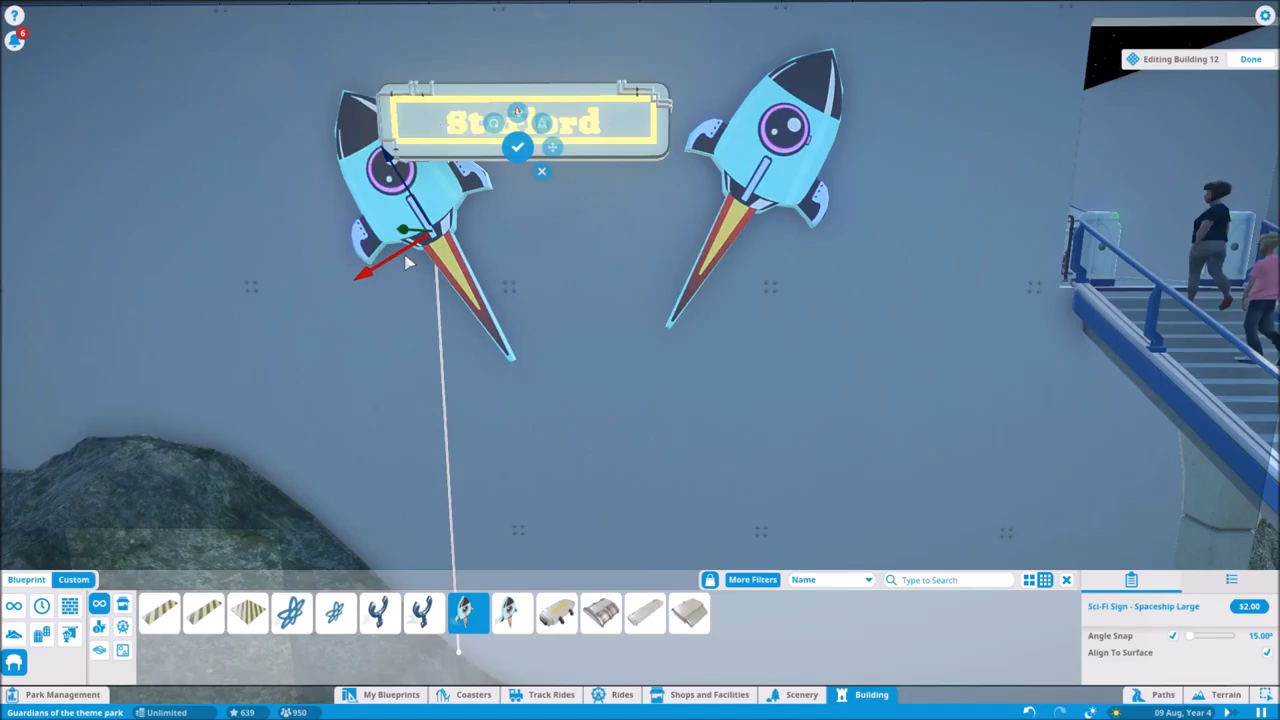 ?
6
Editing Building 12 Done
Blueprint Custom
More Filters Name Type to Search
Sci-Fi Sign - Spaceship Large $2.00
Angle Snap 15.00°
Align To Surface
Park Management My Blueprints Coasters Track Rides Rides Shops and Facilities Scenery Building Paths Terrain
Guardians of the theme park Unlimited 639 950 09 Aug, Year 4